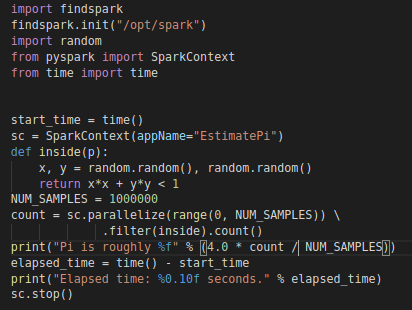 import findspark
findspark.init("/opt/spark")
import random
from pyspark import SparkContext
from time import time
start_time = time()
sc = SparkContext(appName="EstimatePi")
def inside(p):
    x, y = random.random(), random.random()
    return x*x + y*y < 1
NUM_SAMPLES = 1000000
count = sc.parallelize(range(0, NUM_SAMPLES)) \
             .filter(inside).count()
print("Pi is roughly %f" % (4.0 * count / NUM_SAMPLES))
elapsed_time = time() - start_time
print("Elapsed time: %0.10f seconds." % elapsed_time)
sc.stop()